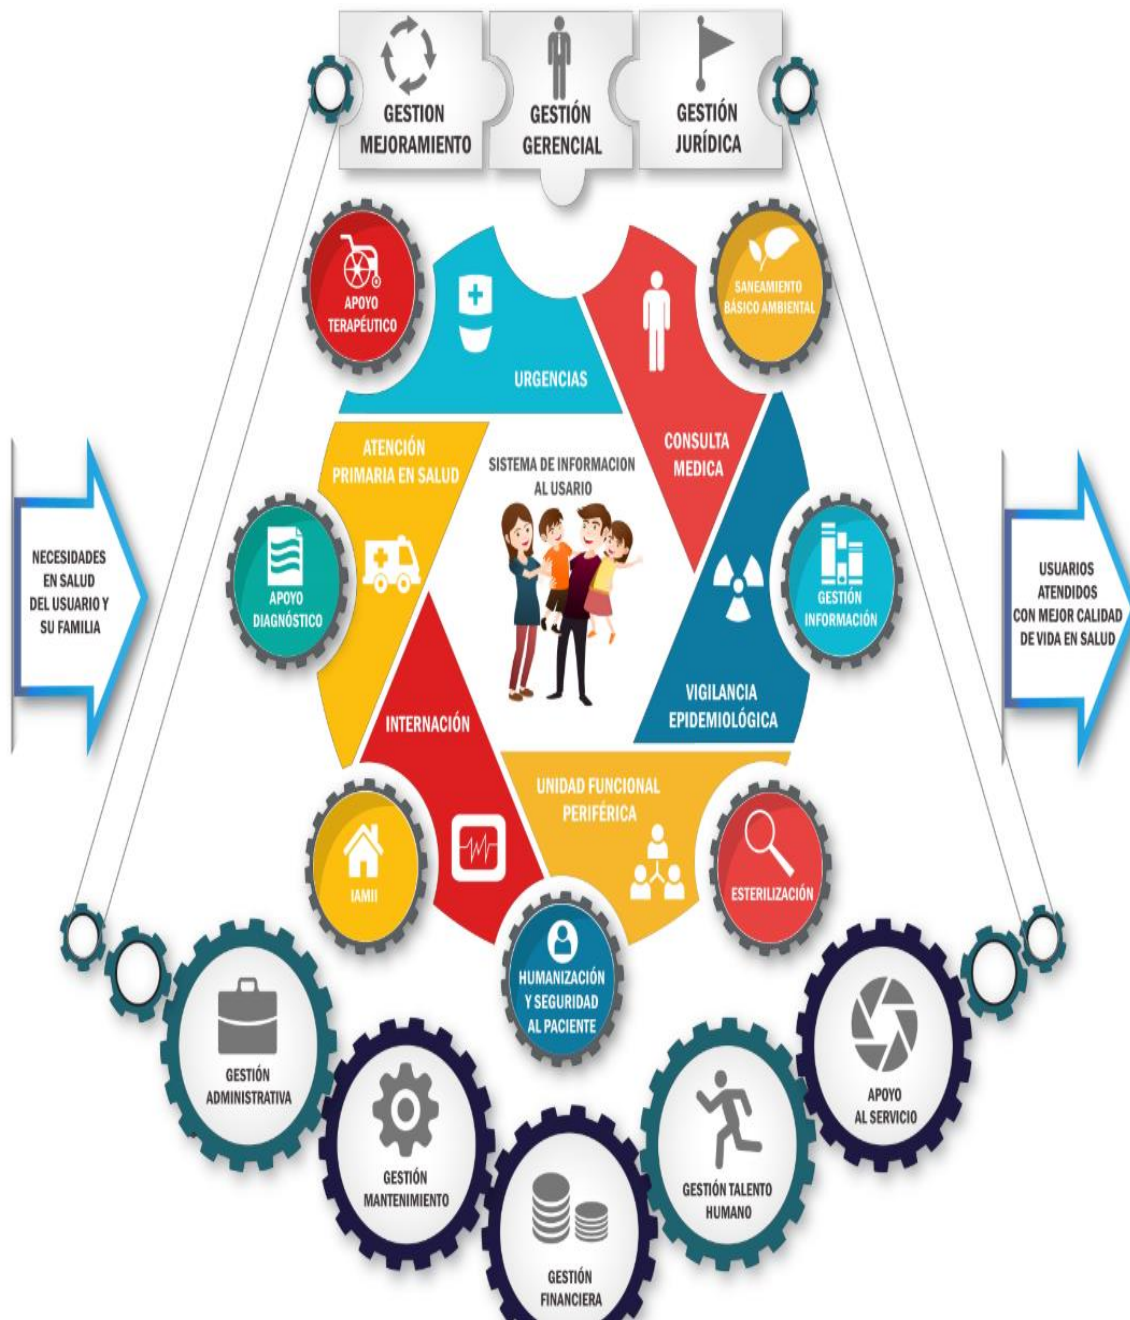 GESTION
MEJORAMIENTO
GESTIÓN
GERENCIAL
GESTIÓN
JURÍDICA
APOYO
TERAPÉUTICO
SANEAMIENTO
BÁSICO AMBIENTAL
URGENCIAS
CONSULTA
MEDICA
ATENCIÓN
PRIMARIA EN SALUD
SISTEMA DE INFORMACION
AL USARIO
NECESIDADES
EN SALUD
DEL USUARIO Y
SU FAMILIA
APOYO
DIAGNÓSTICO
GESTIÓN
INFORMACIÓN
USUARIOS
ATENDIDOS
CON MEJOR CALIDAD
DE VIDA EN SALUD
VIGILANCIA
EPIDEMIOLÓGICA
INTERNACIÓN
UNIDAD FUNCIONAL
PERIFÉRICA
IAMII
ESTERILIZACIÓN
HUMANIZACIÓN
Y SEGURIDAD
AL PACIENTE
GESTIÓN
ADMINISTRATIVA
GESTIÓN
MANTENIMIENTO
GESTIÓN
FINANCIERA
GESTIÓN TALENTO
HUMANO
APOYO
AL SERVICIO